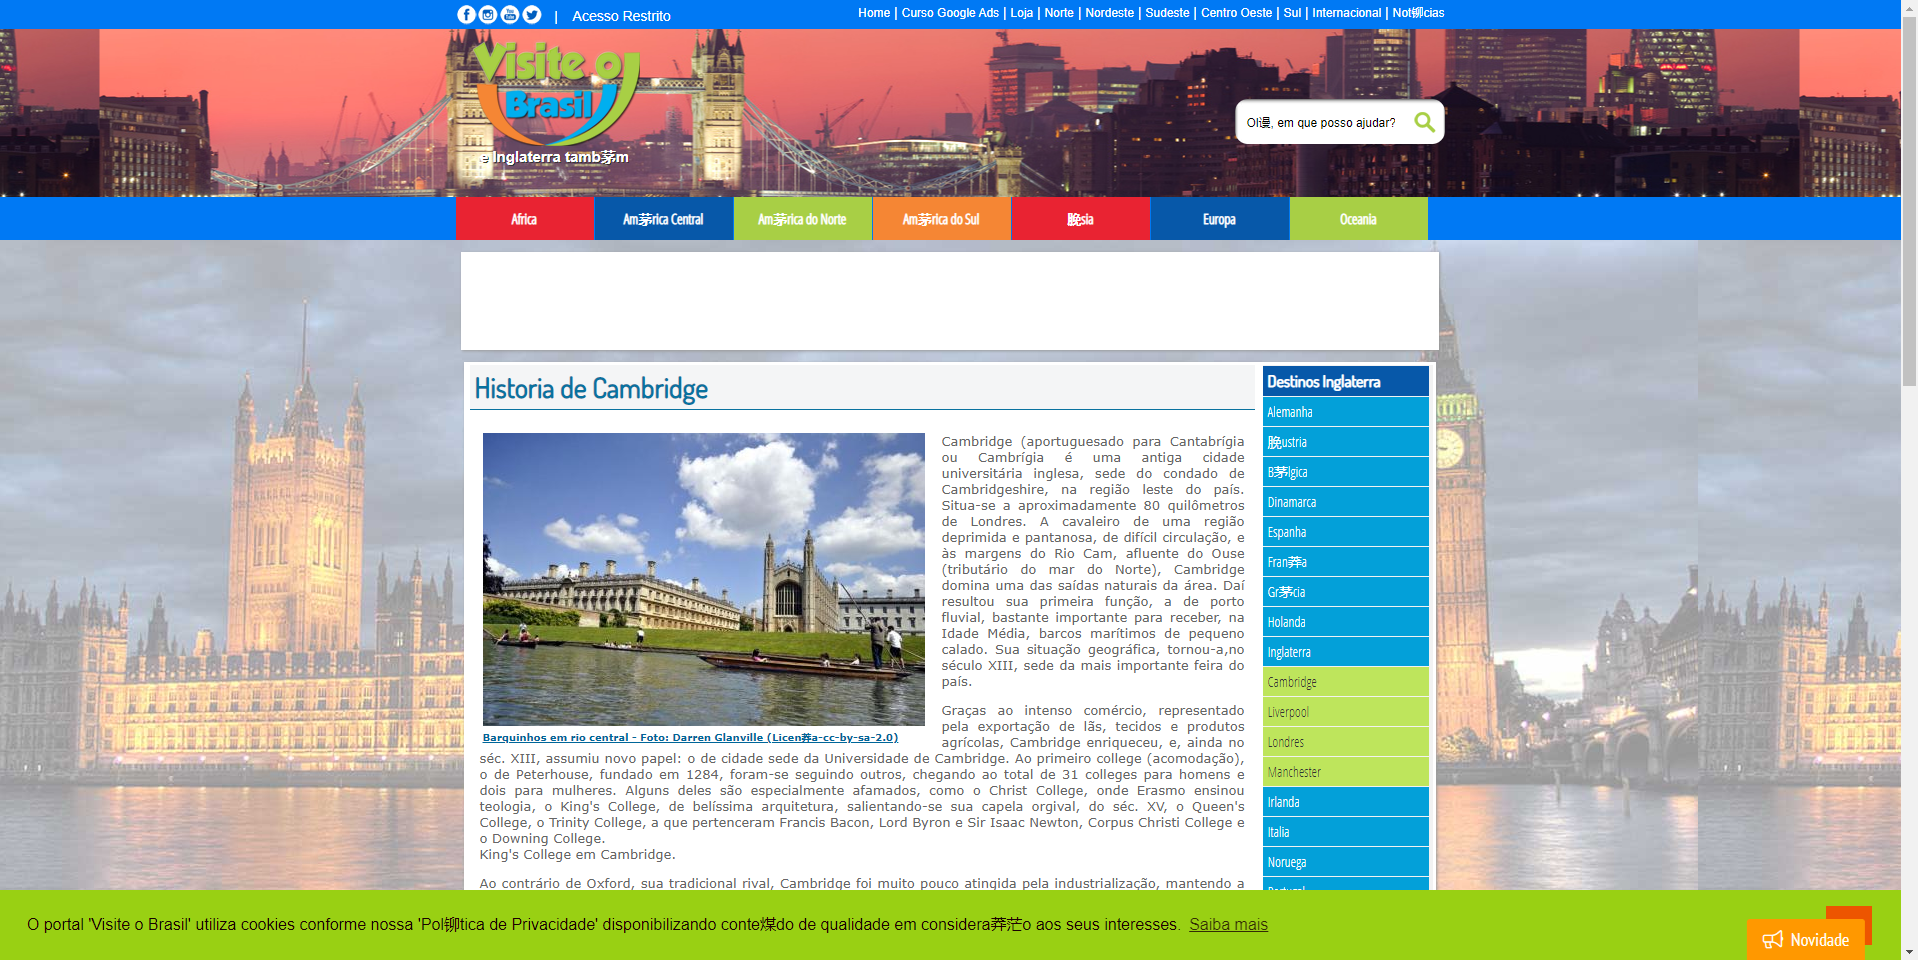 | Acesso Restrito
Home | Curso Google Ads | Loja | Norte | Nordeste | Sudeste | Centro Oeste | Sul | Internacional | Not铆cias
Visite o
Brasil
e Inglaterra tamb茅m
Ol谩, em que posso ajudar?
Africa
Am茅rica Central
Am茅rica do Norte
Am茅rica do Sul
脕sia
Europa
Oceania
Historia de Cambridge
Cambridge (aportuguesado para Cantabrígia
ou Cambrígia é uma antiga cidade
universitária inglesa, sede do condado de
Cambridgeshire, na região leste do país.
Situa-se a aproximadamente 80 quilômetros
de Londres. A cavaleiro de uma região
deprimida e pantanosa, de difícil circulação, e
às margens do Rio Cam, afluente do Ouse
(tributário do mar do Norte), Cambridge
domina uma das saídas naturais da área. Daí
resultou sua primeira função, a de porto
fluvial, bastante importante para receber, na
Idade Média, barcos marítimos de pequeno
calado. Sua situação geográfica, tornou-a,no
século XIII, sede da mais importante feira do
país.
Barquinhos em rio central - Foto: Darren Glanville (Licen莽a-cc-by-sa-2.0)
Graças ao intenso comércio, representado
pela exportação de lãs, tecidos e produtos
agrícolas, Cambridge enriqueceu, e, ainda no
séc. XIII, assumiu novo papel: o de cidade sede da Universidade de Cambridge. Ao primeiro college (acomodação),
o de Peterhouse, fundado em 1284, foram-se seguindo outros, chegando ao total de 31 colleges para homens e
dois para mulheres. Alguns deles são especialmente afamados, como o Christ College, onde Erasmo ensinou
teologia, o King's College, de belíssima arquitetura, salientando-se sua capela orgival, do séc. XV, o Queen's
College, o Trinity College, a que pertenceram Francis Bacon, Lord Byron e Sir Isaac Newton, Corpus Christi College e
o Downing College.
King's College em Cambridge.
Ao contrário de Oxford, sua tradicional rival, Cambridge foi muito pouco atingida pela industrialização, mantendo a
Destinos Inglaterra
Alemanha
脕ustria
B茅lgica
Dinamarca
Espanha
Fran莽a
Gr茅cia
Holanda
Inglaterra
Cambridge
Liverpool
Londres
Manchester
Irlanda
Italia
Noruega
Portugal
O portal 'Visite o Brasil' utiliza cookies conforme nossa 'Pol铆tica de Privacidade' disponibilizando conte煤do de qualidade em considera莽茫o aos seus interesses. Saiba mais
Novidade